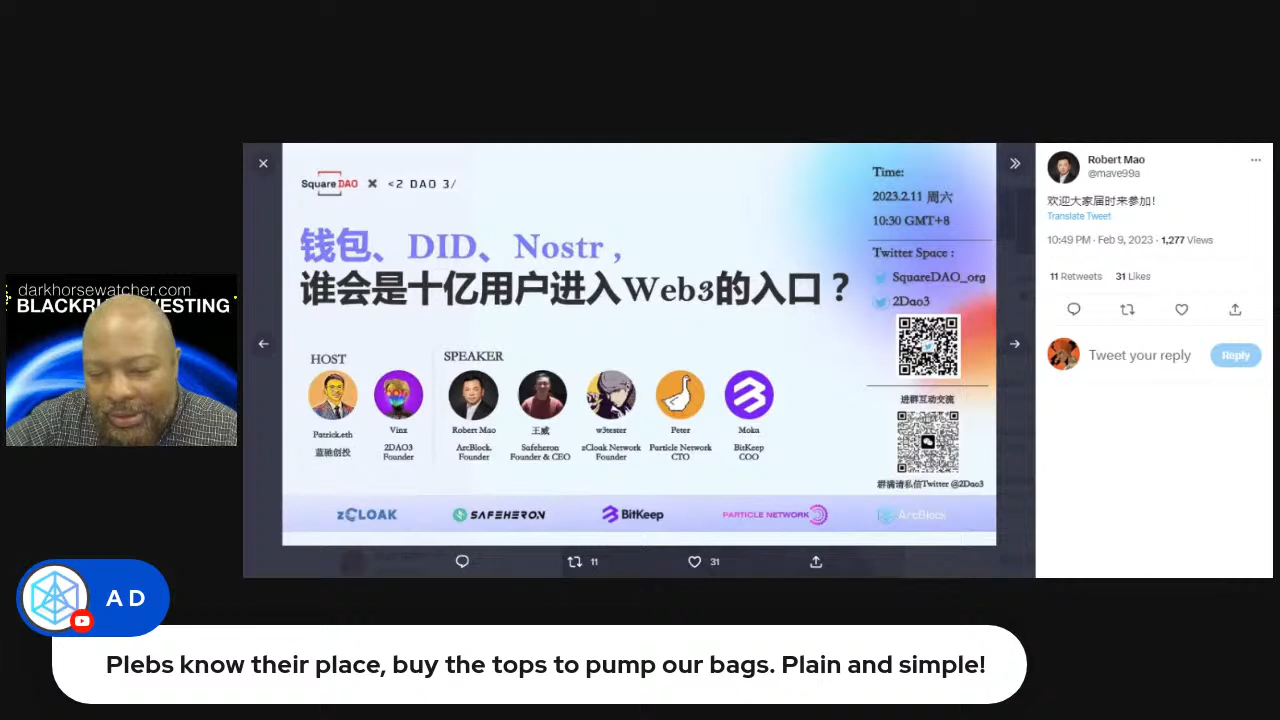 darkhorsewatcher.com
Square DAO × <2 DAO 3/
钱包、DID、Nostr ,
谁会是十亿用户进入Web3的入口？
HOST
Patrick.eth
蓝驰创投
Vinz
2DAO3
Founder
SPEAKER
Robert Mao
ArcBlock,
Founder
王威
Safeheron
Founder & CEO
w3tester
zCloak Network
Founder
Peter
Particle Network
CTO
Moka
BitKeep
COO
Time:
2023.2.11 周六
10:30 GMT+8
Twitter Space :
SquareDAO_org
2Dao3
进群互动交流
群满请私信Twitter @2Dao3
zCLOAK
SAFEHERON
BitKeep
PARTICLE NETWORK
ArcBlock
11
31
Robert Mao
@mave99a
欢迎大家届时来参加！
Translate Tweet
10:49 PM · Feb 9, 2023 · 1,277 Views
11 Retweets 31 Likes
Tweet your reply
Reply
A D
Plebs know their place, buy the tops to pump our bags. Plain and simple!